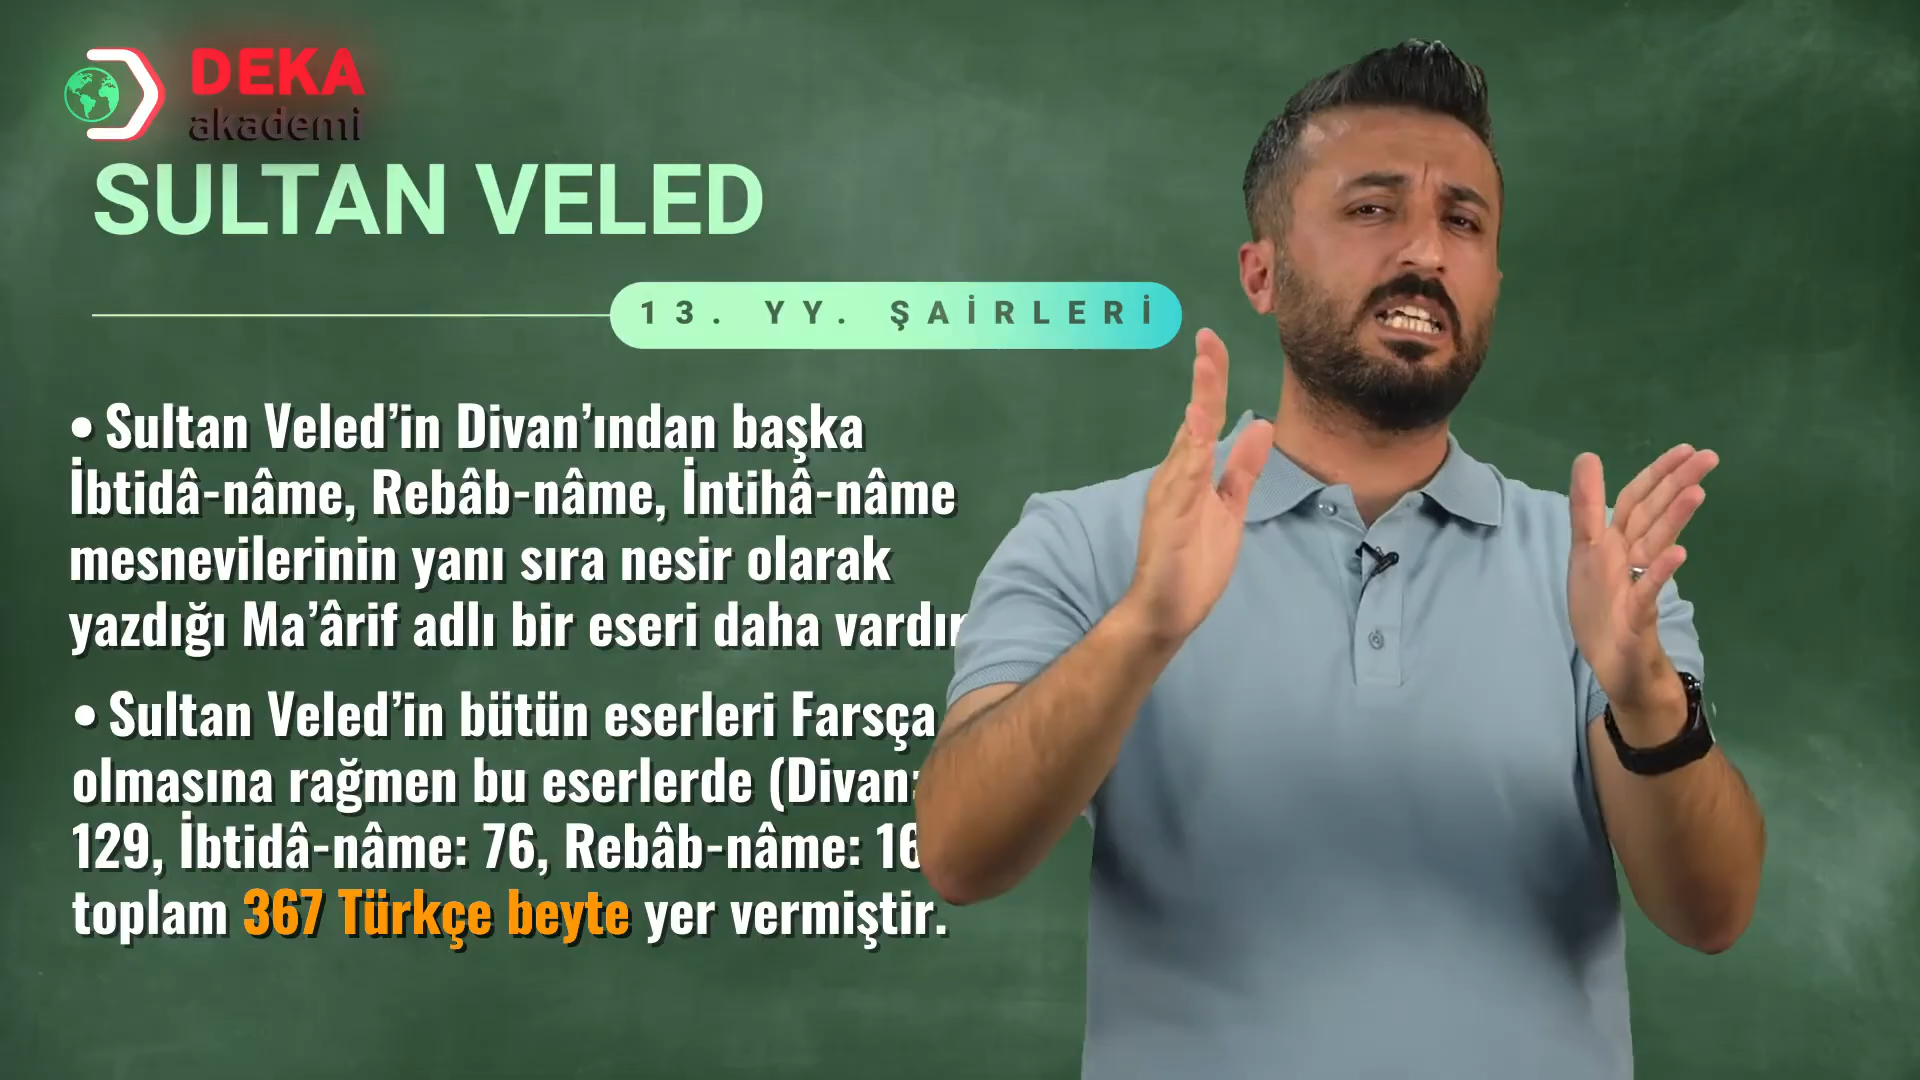 DEKA
akademi
SULTAN VELED
13. YY. ŞAİRLERİ
• Sultan Veled’in Divan’ından başka
İbtidâ-nâme, Rebâb-nâme, İntihâ-nâme
mesnevilerinin yanı sıra nesir olarak
yazdığı Ma’ârif adlı bir eseri daha vardır
• Sultan Veled’in bütün eserleri Farsça
olmasına rağmen bu eserlerde (Divan:
129, İbtidâ-nâme: 76, Rebâb-nâme:
toplam 367 Türkçe beyte yer vermiştir.